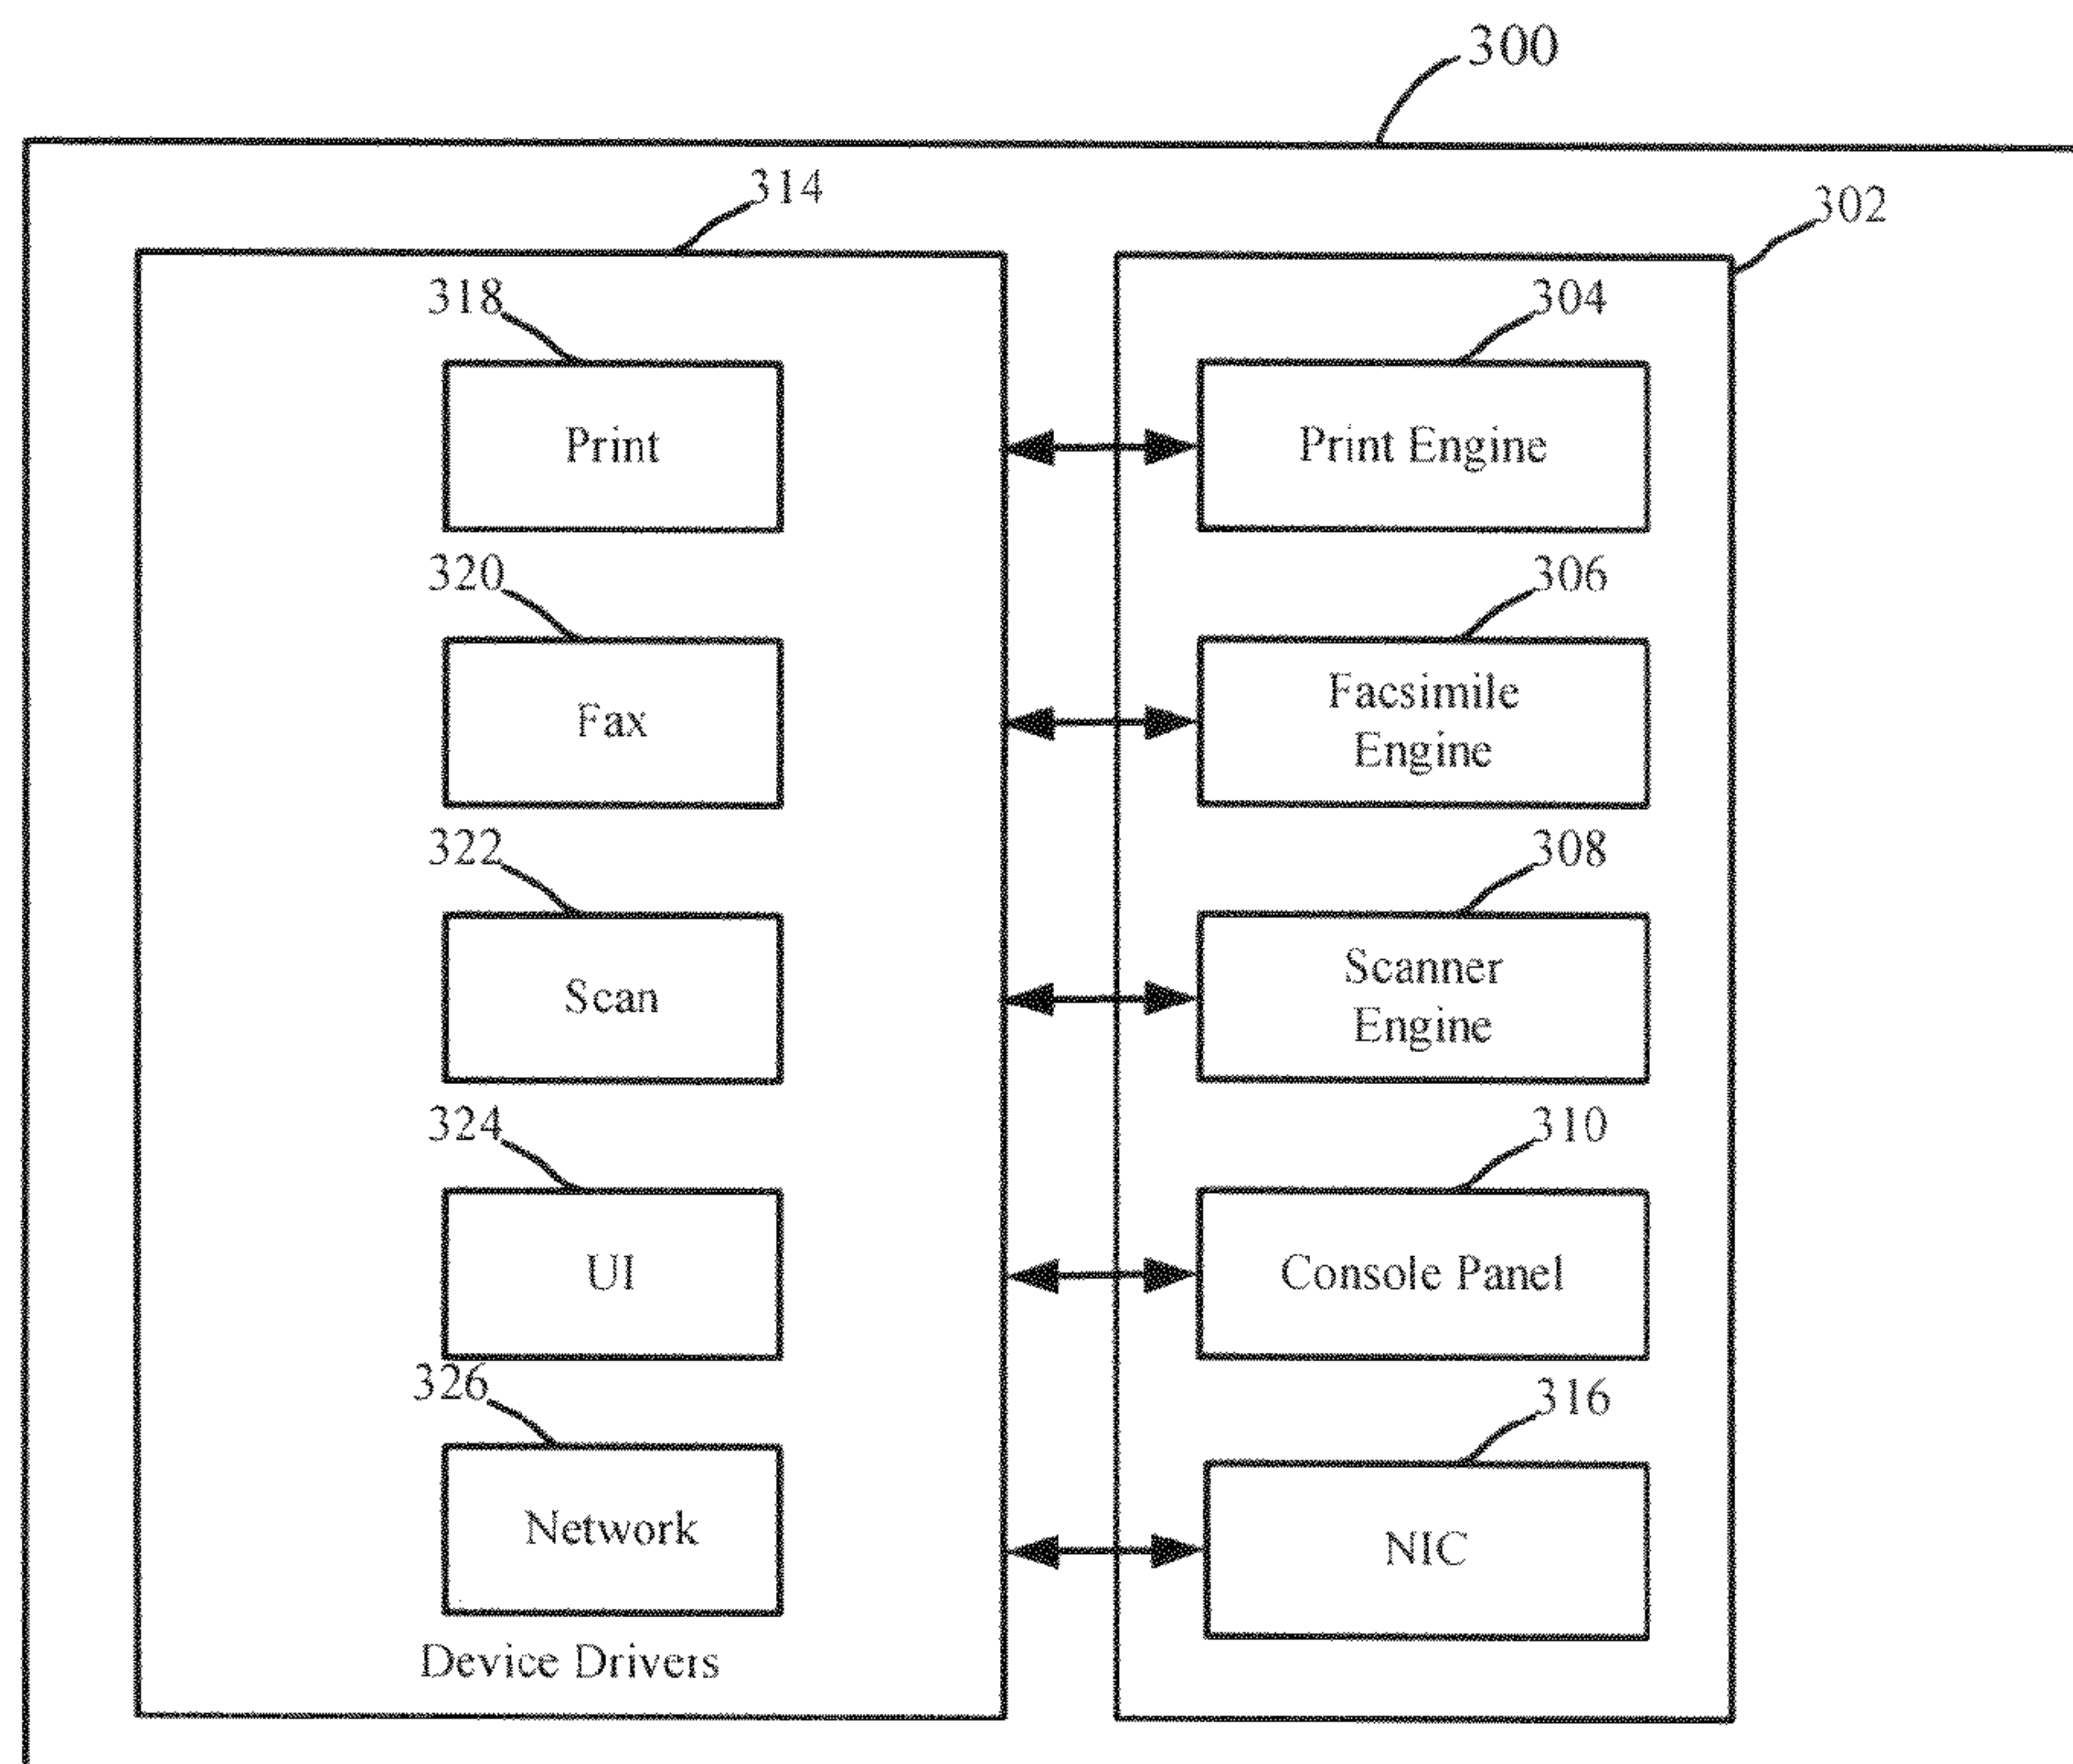 300
314
302
318
304
Print
Print Engine
320
306
Fax
Facsimile
Engine
322
308
Scan
Scanner
Engine
324
310
UI
Console Panel
326
316
Network
NIC
Device Drivers